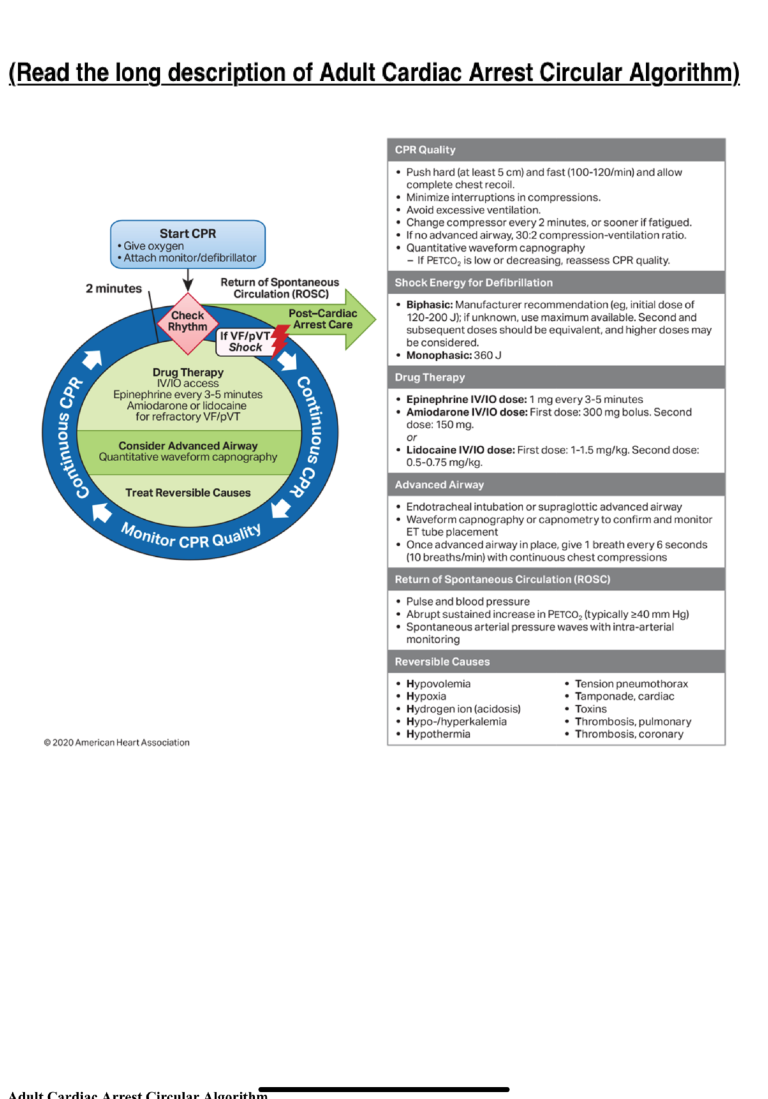 (Read the long description of Adult Cardiac Arrest Circular Algorithm)
Start CPR
• Give oxygen
• Attach monitor/defibrillator
2 minutes
Return of Spontaneous
Circulation (ROSC)
Check
Rhythm
Post–Cardiac
Arrest Care
If VF/pVT
Shock
Drug Therapy
IV/IO access
Epinephrine every 3-5 minutes
Amiodarone or lidocaine
for refractory VF/pVT
Consider Advanced Airway
Quantitative waveform capnography
Treat Reversible Causes
Continuous CPR
Continuous CPR
Monitor CPR Quality
© 2020 American Heart Association
CPR Quality
• Push hard (at least 5 cm) and fast (100-120/min) and allow
complete chest recoil.
• Minimize interruptions in compressions.
• Avoid excessive ventilation.
• Change compressor every 2 minutes, or sooner if fatigued.
• If no advanced airway, 30:2 compression-ventilation ratio.
• Quantitative waveform capnography
– If PETCO₂ is low or decreasing, reassess CPR quality.
Shock Energy for Defibrillation
• Biphasic: Manufacturer recommendation (eg, initial dose of
120-200 J); if unknown, use maximum available. Second and
subsequent doses should be equivalent, and higher doses may
be considered.
• Monophasic: 360 J
Drug Therapy
• Epinephrine IV/IO dose: 1 mg every 3-5 minutes
• Amiodarone IV/IO dose: First dose: 300 mg bolus. Second
dose: 150 mg.
or
• Lidocaine IV/IO dose: First dose: 1-1.5 mg/kg. Second dose:
0.5-0.75 mg/kg.
Advanced Airway
• Endotracheal intubation or supraglottic advanced airway
• Waveform capnography or capnometry to confirm and monitor
ET tube placement
• Once advanced airway in place, give 1 breath every 6 seconds
(10 breaths/min) with continuous chest compressions
Return of Spontaneous Circulation (ROSC)
• Pulse and blood pressure
• Abrupt sustained increase in PETCO₂ (typically ≥40 mm Hg)
• Spontaneous arterial pressure waves with intra-arterial
monitoring
Reversible Causes
• Hypovolemia
• Hypoxia
• Hydrogen ion (acidosis)
• Hypo-/hyperkalemia
• Hypothermia
• Tension pneumothorax
• Tamponade, cardiac
• Toxins
• Thrombosis, pulmonary
• Thrombosis, coronary
Adult Cardiac Arrest Circular Algorithm